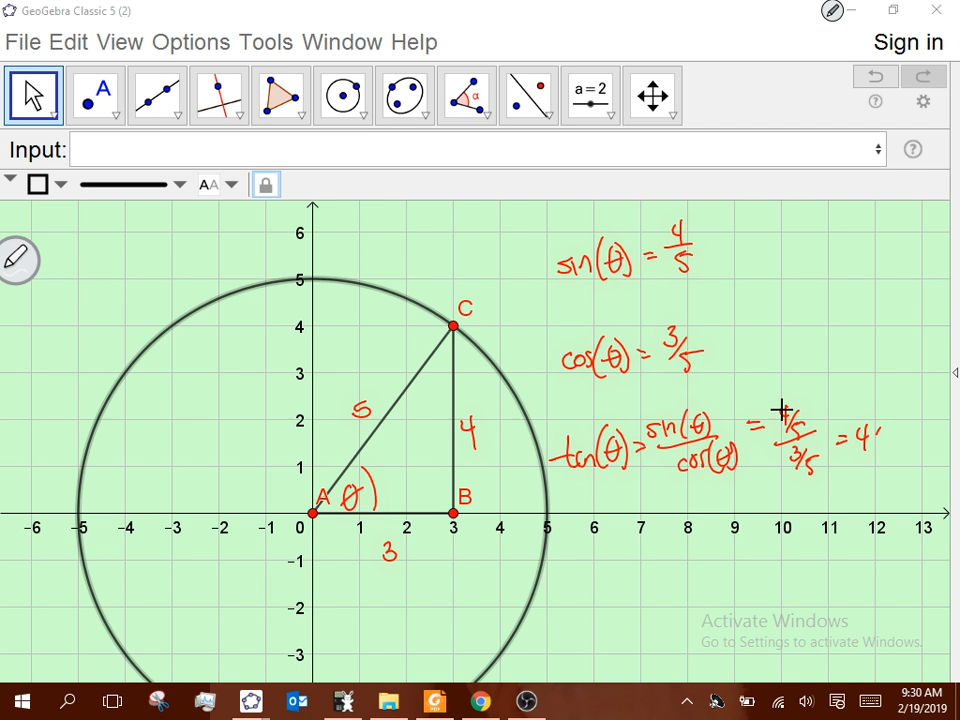 GeoGebra Classic 5 (2)
File Edit View Options Tools Window Help
Sign in
A
α
a = 2
Input:
AA
sin(θ) = 4/5
cos(θ) = 3/5
tan(θ) = sin(θ)/cos(θ) = 4/5 / 3/5 = 4
C
5
4
A
θ
B
3
6
5
4
3
2
1
-6 -5 -4 -3 -2 -1 0 1 2 3 4 5 6 7 8 9 10 11 12 13
-1
-2
-3
Activate Windows
Go to Settings to activate Windows.
9:30 AM
2/19/2019